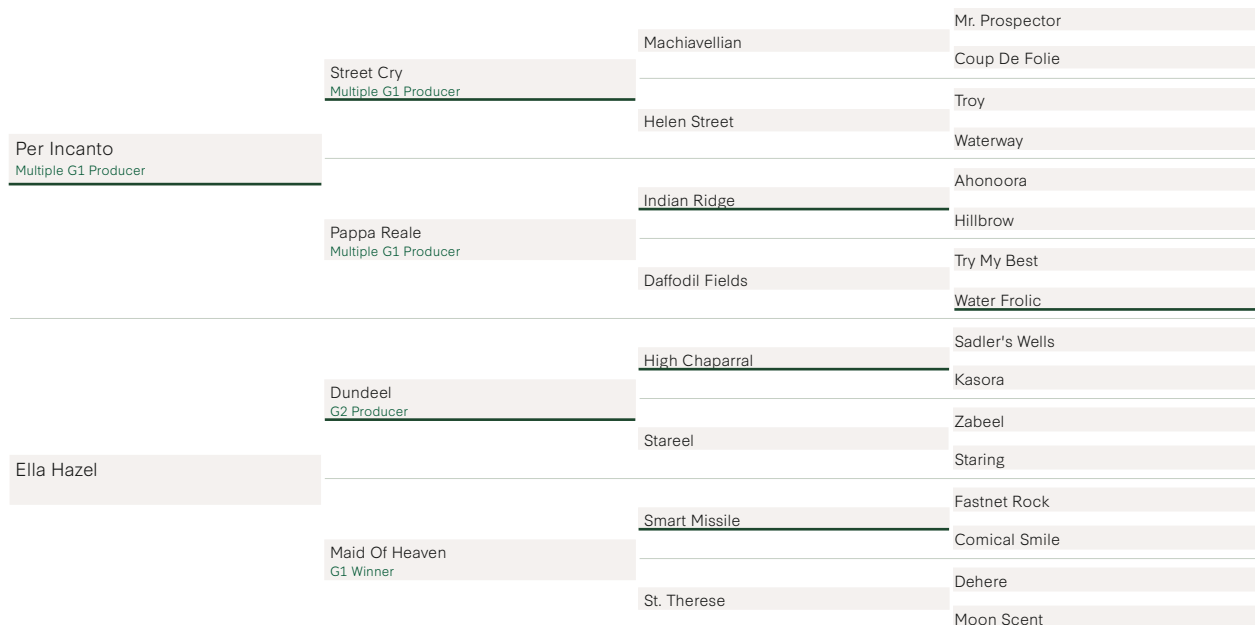 Per Incanto
Multiple G1 Producer
Ella Hazel
Street Cry
Multiple G1 Producer
Pappa Reale
Multiple G1 Producer
Dundeel
G2 Producer
Maid Of Heaven
G1 Winner
Machiavellian
Helen Street
Indian Ridge
Daffodil Fields
High Chaparral
Stareel
Smart Missile
St. Therese
Mr. Prospector
Coup De Folie
Troy
Waterway
Ahonoora
Hillbrow
Try My Best
Water Frolic
Sadler's Wells
Kasora
Zabeel
Staring
Fastnet Rock
Comical Smile
Dehere
Moon Scent